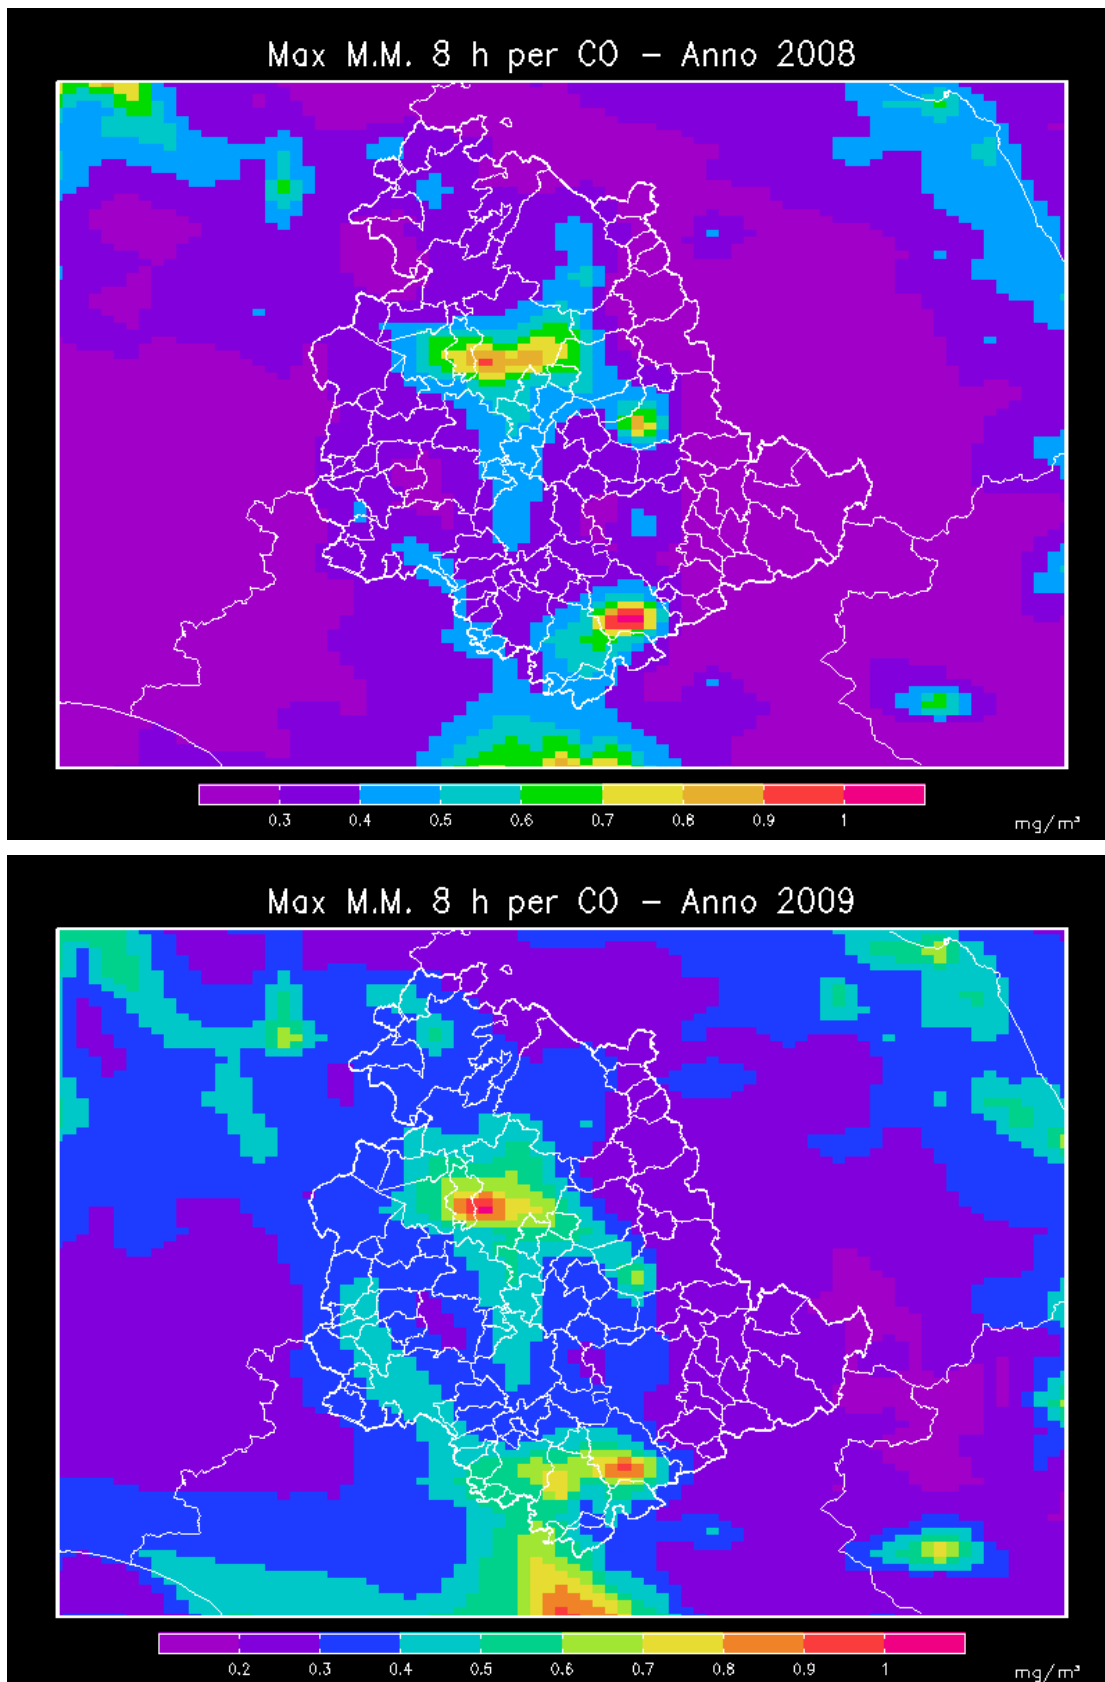 Max M.M. 8 h per CO – Anno 2008
0.3 0.4 0.5 0.6 0.7 0.8 0.9 1
mg/m³
Max M.M. 8 h per CO – Anno 2009
0.2 0.3 0.4 0.5 0.6 0.7 0.8 0.9 1
mg/m³